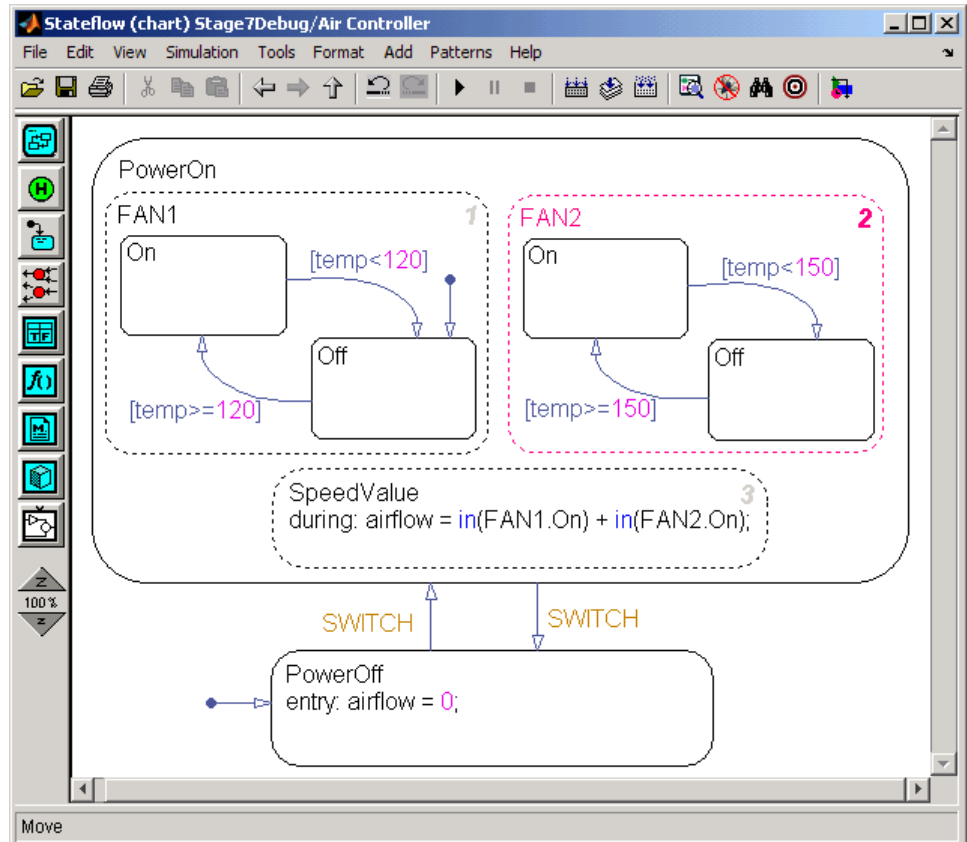 Stateflow (chart) Stage7Debug/Air Controller
File Edit View Simulation Tools Format Add Patterns Help
PowerOn
FAN1 1
On
[temp<120]
Off
[temp>=120]
FAN2 2
On
[temp<150]
Off
[temp>=150]
SpeedValue 3
during: airflow = in(FAN1.On) + in(FAN2.On);
SWITCH
SWITCH
PowerOff
entry: airflow = 0;
H
TF
f()
M
Z
100 %
z
Move